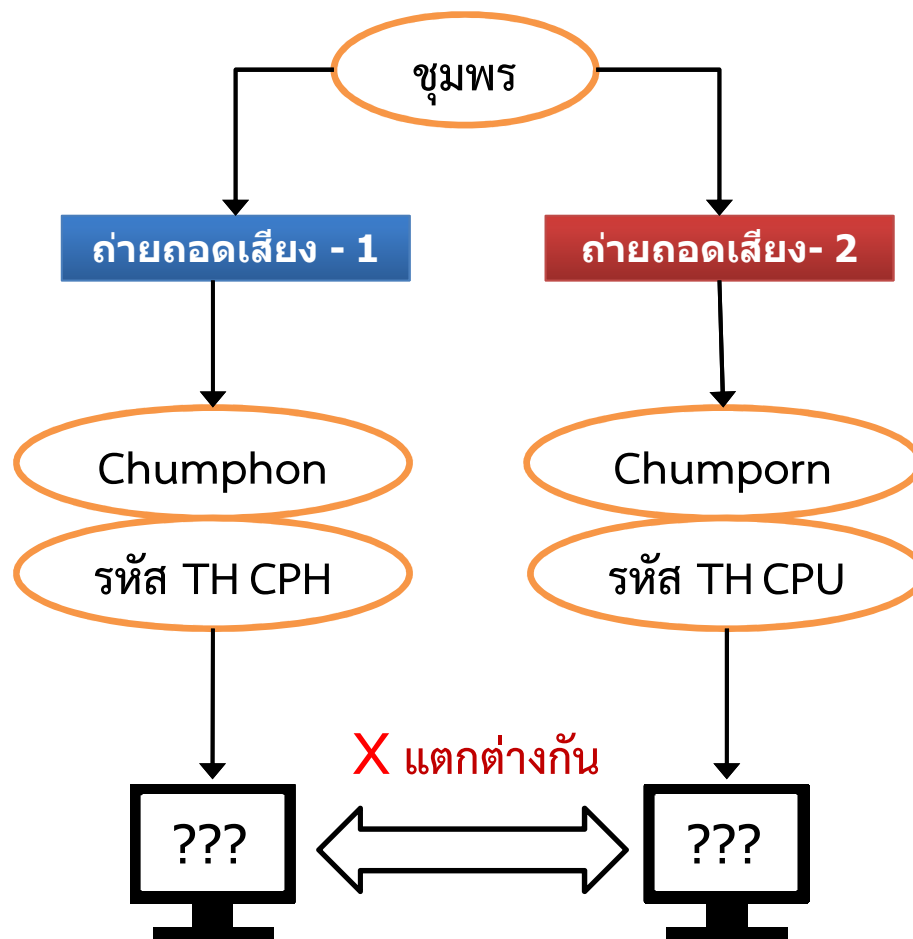 ชุมพร
ถ่ายถอดเสียง - 1
ถ่ายถอดเสียง- 2
Chumphon
Chumporn
รหัส TH CPH
รหัส TH CPU
X แตกต่างกัน
???
???